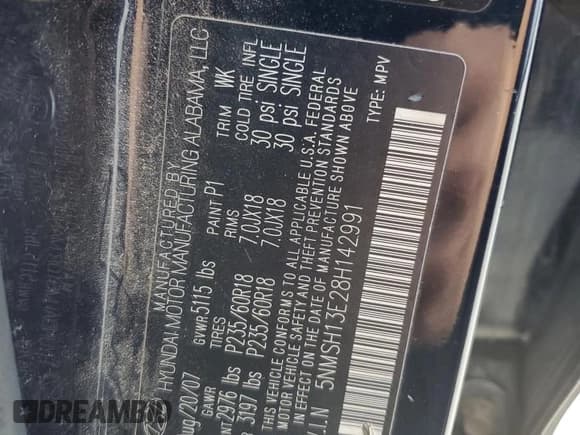 MANUFACTURED BY
HYUNDAI MOTOR MANUFACTURING ALABAMA, LLC
ug/20/07 GVWR 5115 lbs PAINT P1 TRIM WK
GAWR TIRES RIMS COLD TIRE INFL
NT 2976 lbs P235/60R18 7.0JX18 30 psi SINGLE
R 3197 lbs P235/60R18 7.0JX18 30 psi SINGLE
THIS VEHICLE CONFORMS TO ALL APPLICABLE U.S.A. FEDERAL
MOTOR VEHICLE SAFETY AND THEFT PREVENTION STANDARDS
IN EFFECT ON THE DATE OF MANUFACTURE SHOWN ABOVE
V.I.N 5NMSH13E28H142991 TYPE: MPV
DREAMBID